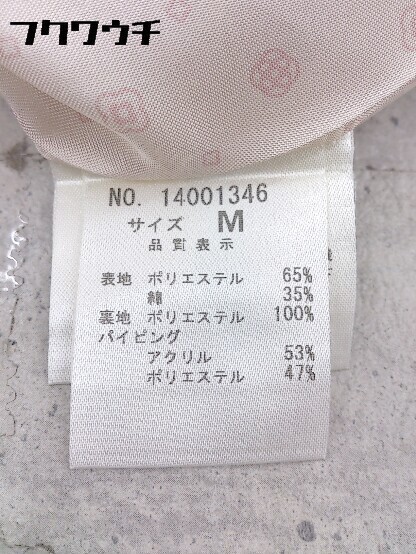 フクワウチ
NO. 14001346
サイズ M
品質表示
表地 ポリエステル 65%
綿 35%
裏地 ポリエステル 100%
パイピング
アクリル 53%
ポリエステル 47%